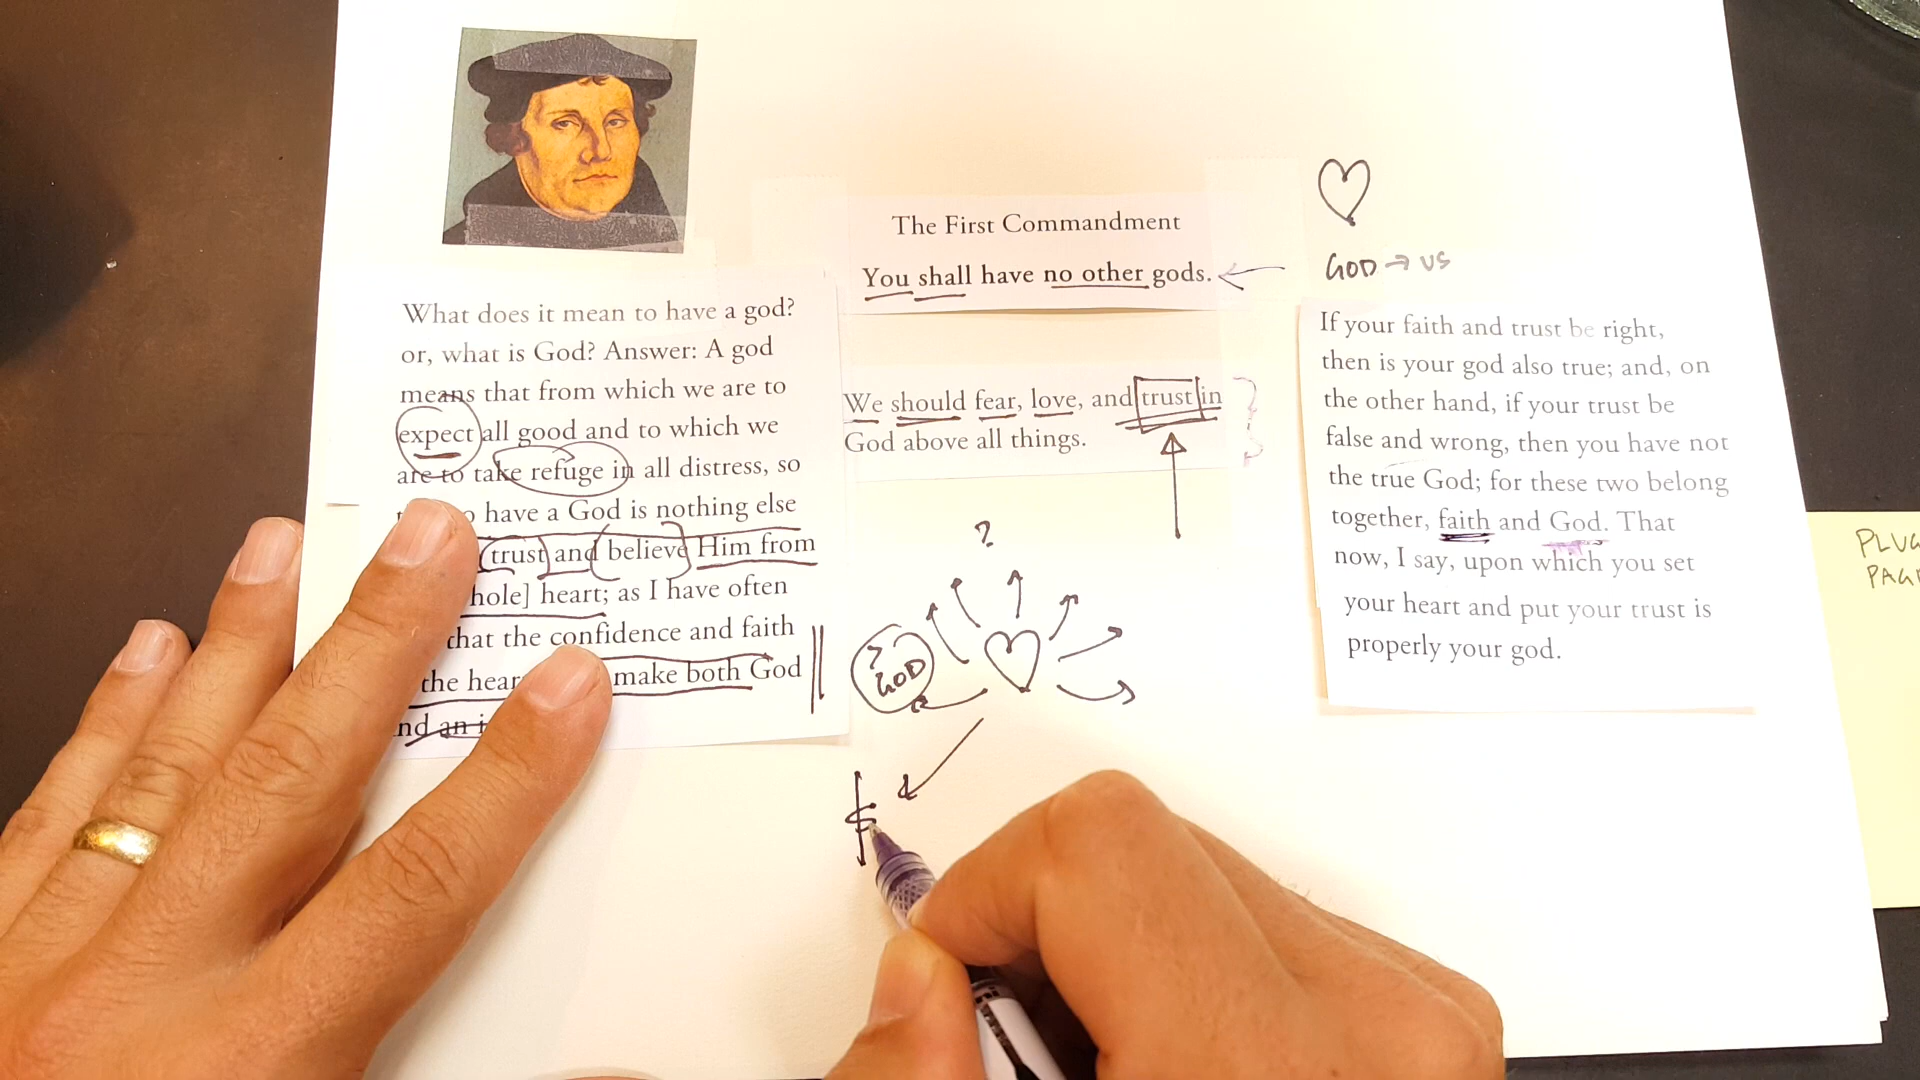 The First Commandment
You shall have no other gods.
We should fear, love, and trust in
God above all things.
What does it mean to have a god?
or, what is God? Answer: A god
means that from which we are to
expect all good and to which we
are to take refuge in all distress, so
have a God is nothing else
trust and believe Him from
hole] heart; as I have often
that the confidence and faith
the hear make both God
nd an i
GOD → US
If your faith and trust be right,
then is your god also true; and, on
the other hand, if your trust be
false and wrong, then you have not
the true God; for these two belong
together, faith and God. That
now, I say, upon which you set
your heart and put your trust is
properly your god.
?
?
GOD
PLUG
PAG